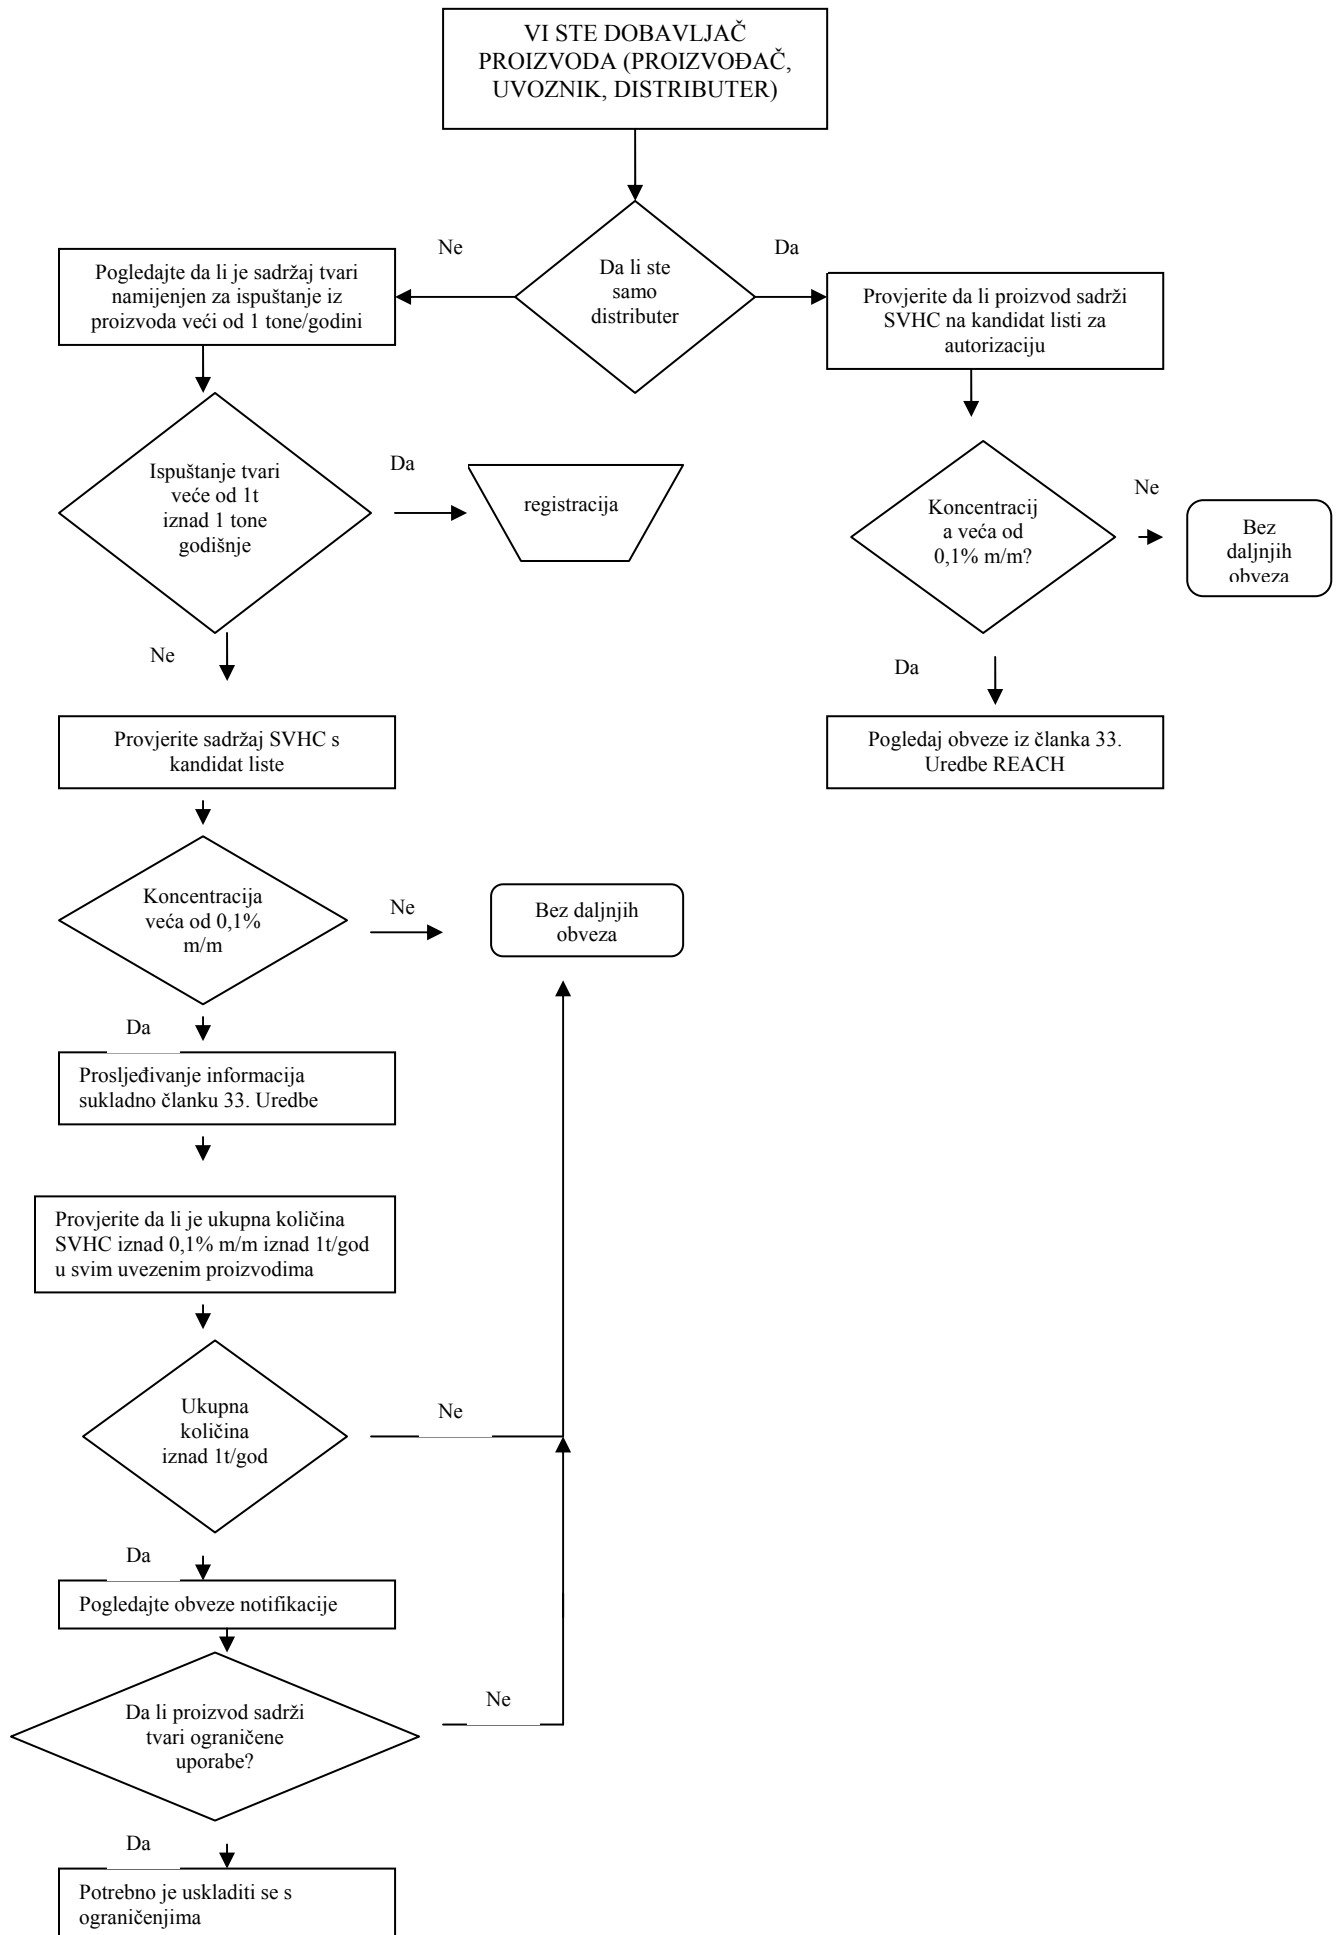 VI STE DOBAVLJAČ
PROIZVODA (PROIZVOĐAČ,
UVOZNIK, DISTRIBUTER)
Ne
Da
Da li ste
samo
distributer
Pogledajte da li je sadržaj tvari
namijenjen za ispuštanje iz
proizvoda veći od 1 tone/godini
Provjerite da li proizvod sadrži
SVHC na kandidat listi za
autorizaciju
Ispuštanje tvari
veće od 1t
iznad 1 tone
godišnje
Da
registracija
Koncentracij
a veća od
0,1% m/m?
Ne
Bez
daljnjih
obveza
Ne
Da
Provjerite sadržaj SVHC s
kandidat liste
Pogledaj obveze iz članka 33.
Uredbe REACH
Koncentracija
veća od 0,1%
m/m
Ne
Bez daljnjih
obveza
Da
Prosljeđivanje informacija
sukladno članku 33. Uredbe
Provjerite da li je ukupna količina
SVHC iznad 0,1% m/m iznad 1t/god
u svim uvezenim proizvodima
Ukupna
količina
iznad 1t/god
Ne
Da
Pogledajte obveze notifikacije
Da li proizvod sadrži
tvari ograničene
uporabe?
Ne
Da
Potrebno je uskladiti se s
ograničenjima